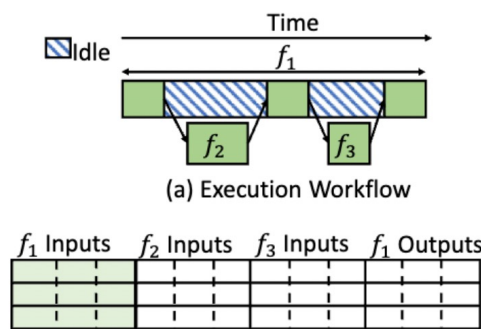 Time
Idle
f₁
f₂
f₃
(a) Execution Workflow
f₁ Inputs f₂ Inputs f₃ Inputs f₁ Outputs